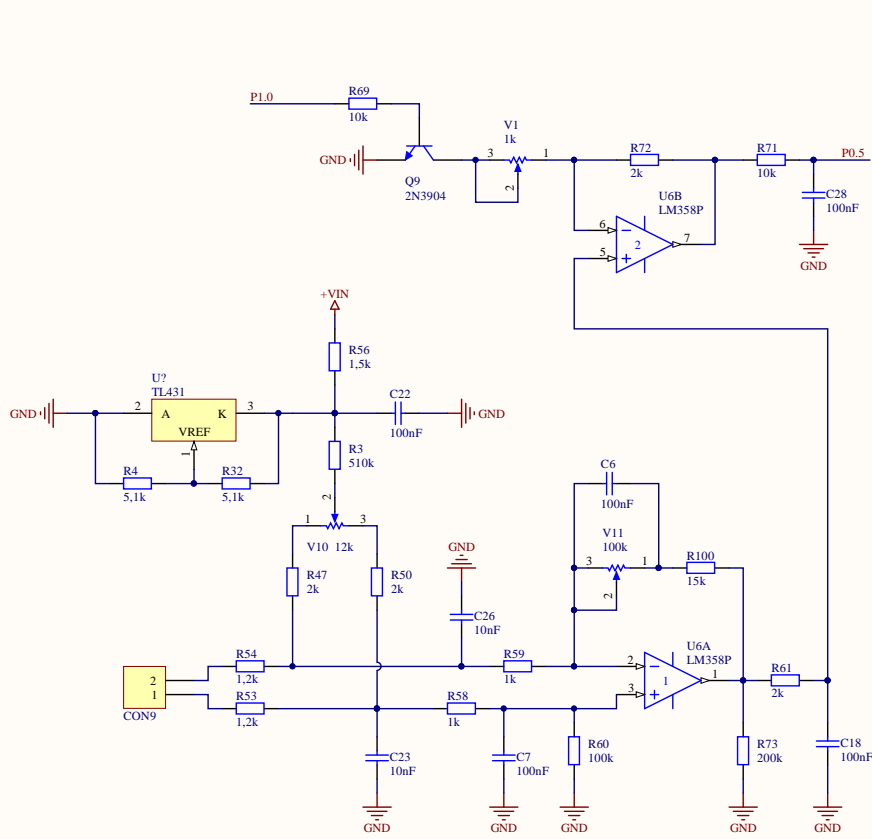 P1.0
R69
10k
GND
Q9
2N3904
V1
1k
3
1
2
R72
2k
R71
10k
P0.5
C28
100nF
GND
U6B
LM358P
6
5
2
7
+VIN
R56
1,5k
U?
TL431
GND
2
A
K
3
VREF
1
C22
100nF
GND
R4
5,1k
R32
5,1k
R3
510k
2
1
3
V10 12k
R47
2k
R50
2k
GND
C26
10nF
C6
100nF
V11
100k
3
1
2
R100
15k
R54
1,2k
R59
1k
U6A
LM358P
2
3
1
1
R61
2k
2
1
CON9
R53
1,2k
R58
1k
C23
10nF
C7
100nF
R60
100k
R73
200k
C18
100nF
GND
GND
GND
GND
GND